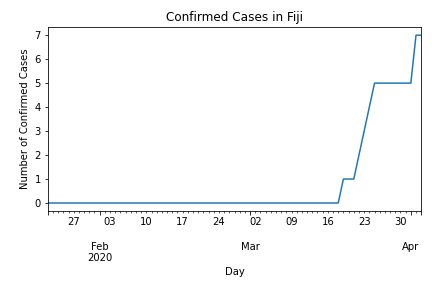 Confirmed Cases in Fiji
Number of Confirmed Cases
7
6
5
4
3
2
1
0
27 03 10 17 24 02 09 16 23 30
Feb Mar Apr
2020
Day